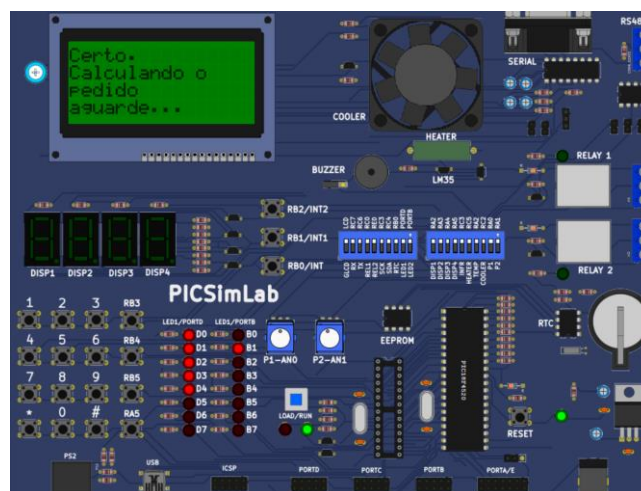 Certo.
Calculando o
pedido
aguarde...
RS485
SERIAL
COOLER
HEATER
BUZZER
LM35
RELAY 1
RELAY 2
RB2/INT2
RB1/INT1
RB0/INT
DISP1 DISP2 DISP3 DISP4
PICSimLab
1 2 3 RB3
4 5 6 RB4
7 8 9 RB5
* 0 # RA5
LED1/PORTD LED1/PORTB
D0 B0
D1 B1
D2 B2
D3 B3
D4 B4
D5 B5
D6 B6
D7 B7
P1-AN0 P2-AN1
EEPROM
RTC
LOAD/RUN
RESET
PS2 USB ICSP PORTD PORTC PORTB PORTA/E